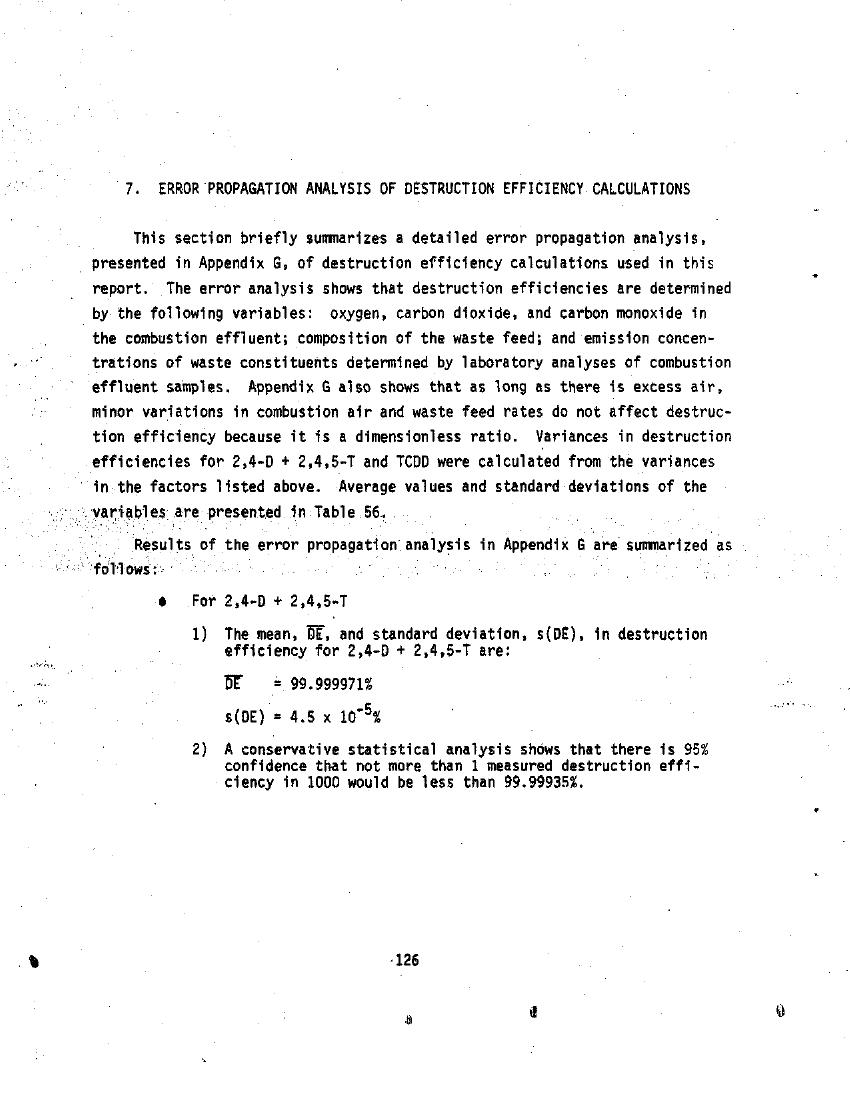 7. ERROR PROPAGATION ANALYSIS OF DESTRUCTION EFFICIENCY CALCULATIONS
This section briefly summarizes a detailed error propagation analysis,
presented in Appendix G, of destruction efficiency calculations used in this
report. The error analysis shows that destruction efficiencies are determined
by the following variables: oxygen, carbon dioxide, and carbon monoxide in
the combustion effluent; composition of the waste feed; and emission concen-
trations of waste constituents determined by laboratory analyses of combustion
effluent samples. Appendix G also shows that as long as there is excess air,
minor variations in combustion air and waste feed rates do not affect destruc-
tion efficiency because it is a dimensionless ratio. Variances in destruction
efficiencies for 2,4-D + 2,4,5-T and TCDD were calculated from the variances
in the factors listed above. Average values and standard deviations of the
variables are presented in Table 56.
Results of the error propagation analysis in Appendix G are summarized as
follows:
● For 2,4-D + 2,4,5-T
1) The mean, D̅E̅, and standard deviation, s(DE), in destruction
efficiency for 2,4-D + 2,4,5-T are:
D̅E̅ = 99.999971%
s(DE) = 4.5 x 10⁻⁵%
2) A conservative statistical analysis shows that there is 95%
confidence that not more than 1 measured destruction effi-
ciency in 1000 would be less than 99.99935%.
126